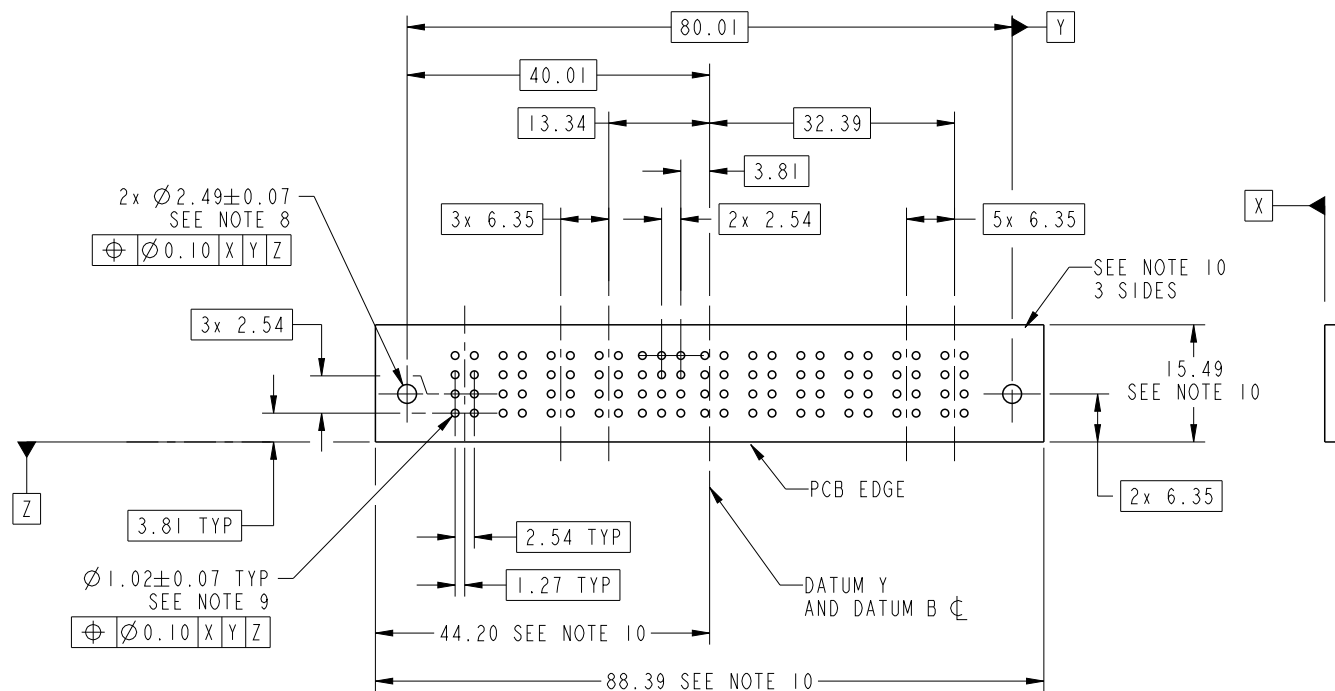 80.01
Y
40.01
13.34
32.39
3.81
2x Ø2.49±0.07
SEE NOTE 8
⌖ Ø0.10 X Y Z
3x 6.35
2x 2.54
5x 6.35
X
SEE NOTE 10
3 SIDES
3x 2.54
15.49
SEE NOTE 10
Z
PCB EDGE
2x 6.35
3.81 TYP
2.54 TYP
Ø1.02±0.07 TYP
SEE NOTE 9
⌖ Ø0.10 X Y Z
1.27 TYP
DATUM Y
AND DATUM B ℄
44.20 SEE NOTE 10
88.39 SEE NOTE 10